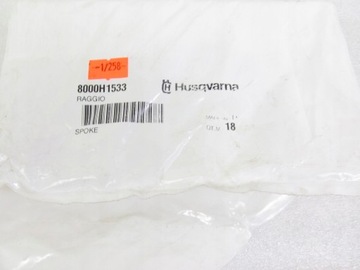 -1/250-
8000H1533
Husqvarna
RAGGIO
SPOKE
18